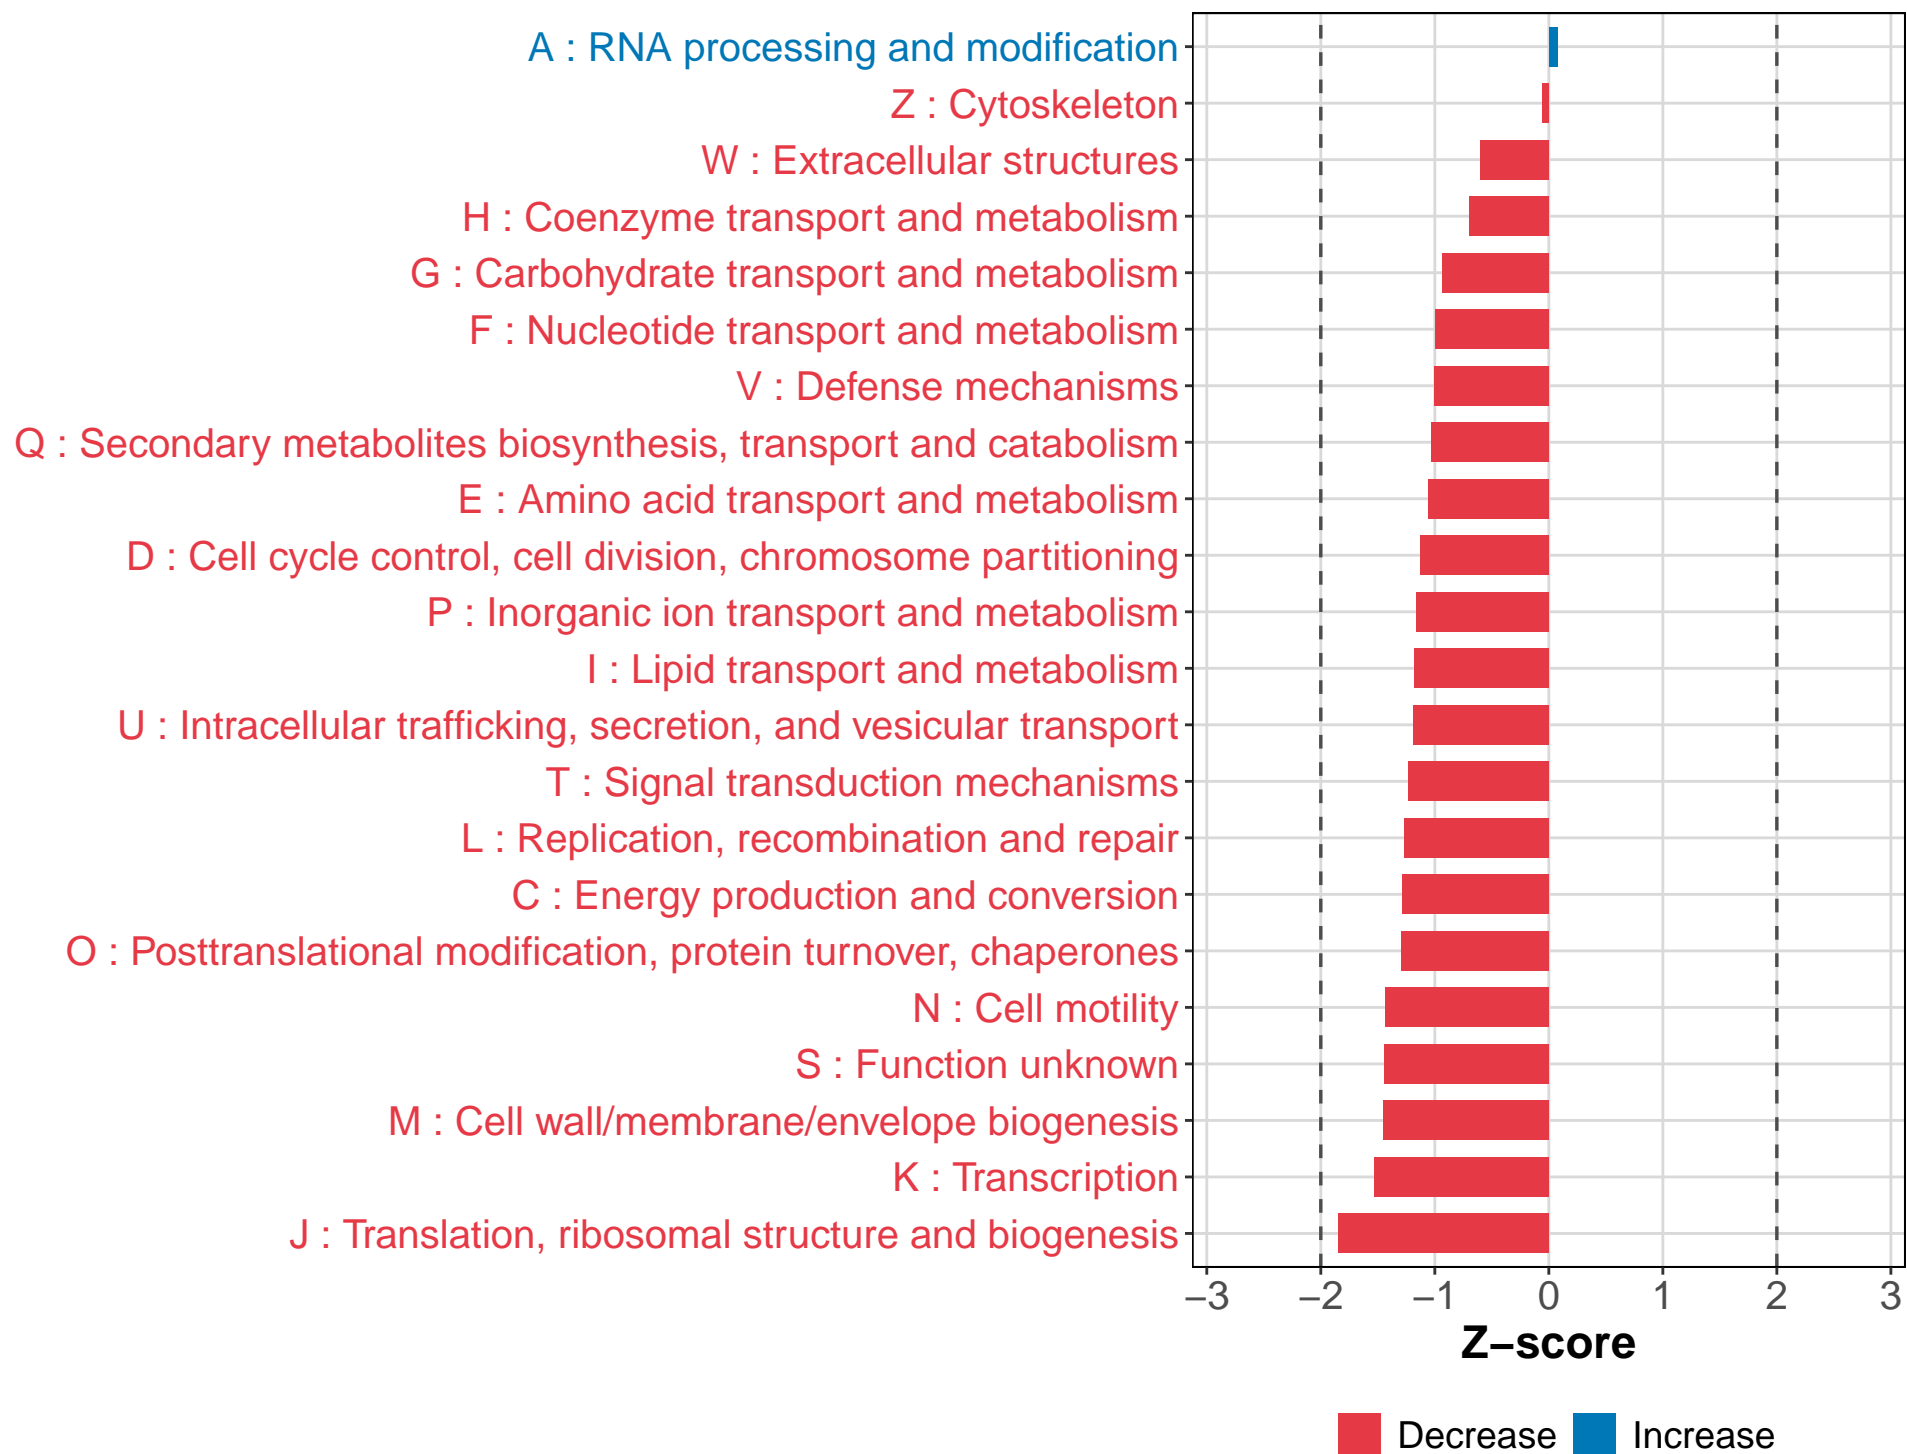 A : RNA processing and modification
Z : Cytoskeleton
W : Extracellular structures
H : Coenzyme transport and metabolism
G : Carbohydrate transport and metabolism
F : Nucleotide transport and metabolism
V : Defense mechanisms
Q : Secondary metabolites biosynthesis, transport and catabolism
E : Amino acid transport and metabolism
D : Cell cycle control, cell division, chromosome partitioning
P : Inorganic ion transport and metabolism
I : Lipid transport and metabolism
U : Intracellular trafficking, secretion, and vesicular transport
T : Signal transduction mechanisms
L : Replication, recombination and repair
C : Energy production and conversion
O : Posttranslational modification, protein turnover, chaperones
N : Cell motility
S : Function unknown
M : Cell wall/membrane/envelope biogenesis
K : Transcription
J : Translation, ribosomal structure and biogenesis
−3 −2 −1 0 1 2 3
Z−score
Decrease Increase